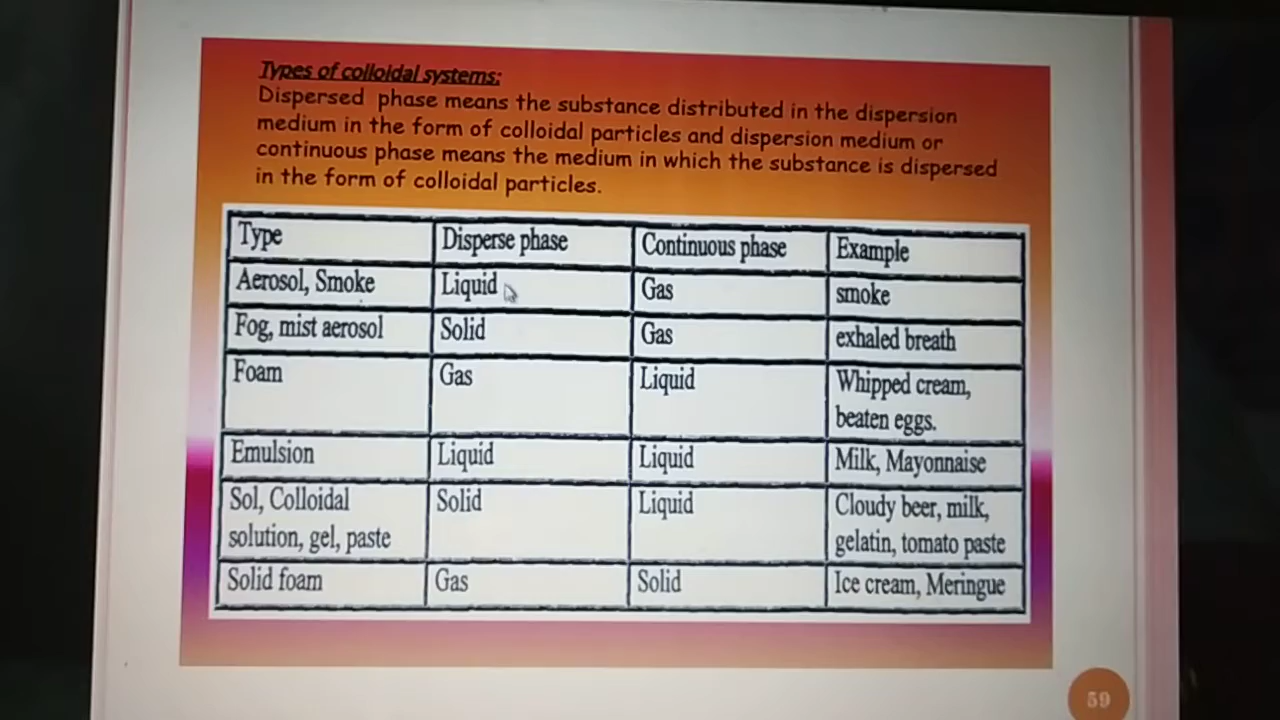 Types of colloidal systems:
Dispersed phase means the substance distributed in the dispersion
medium in the form of colloidal particles and dispersion medium or
continuous phase means the medium in which the substance is dispersed
in the form of colloidal particles.
Type Disperse phase Continuous phase Example
Aerosol, Smoke Liquid Gas smoke
Fog, mist aerosol Solid Gas exhaled breath
Foam Gas Liquid Whipped cream,
beaten eggs.
Emulsion Liquid Liquid Milk, Mayonnaise
Sol, Colloidal Solid Liquid Cloudy beer, milk,
solution, gel, paste gelatin, tomato paste
Solid foam Gas Solid Ice cream, Meringue
59